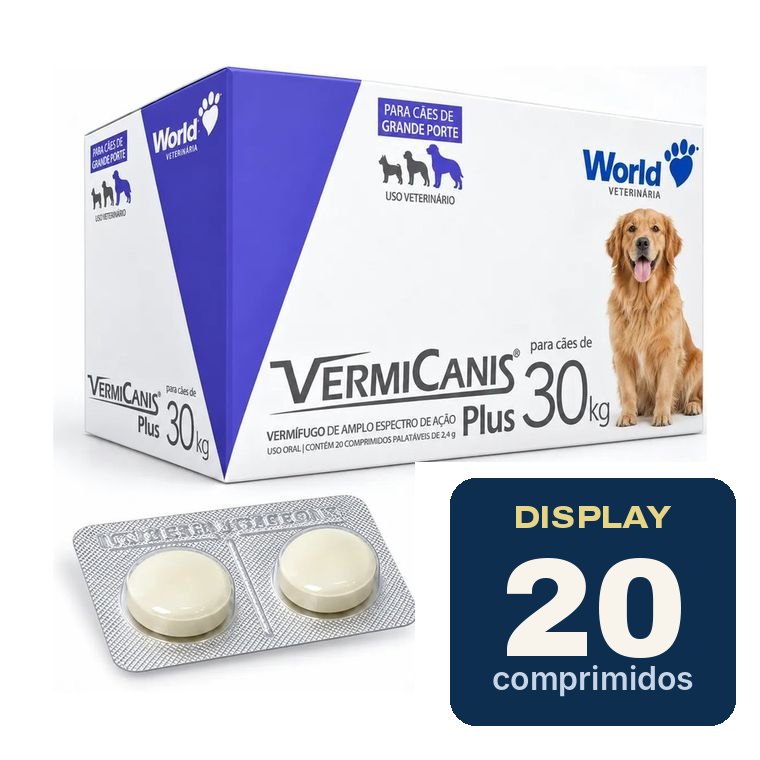 World
VETERINÁRIA
PARA CÃES DE
GRANDE PORTE
USO VETERINÁRIO
VERMICANIS®
Plus
para cães de
30kg
PARA CÃES DE
GRANDE PORTE
USO VETERINÁRIO
World
VETERINÁRIA
VERMICANIS®
Plus
para cães de
30kg
VERMÍFUGO DE AMPLO ESPECTRO DE AÇÃO
USO ORAL | CONTÉM 20 COMPRIMIDOS PALATÁVEIS DE 2,4 g
DISPLAY
20
comprimidos